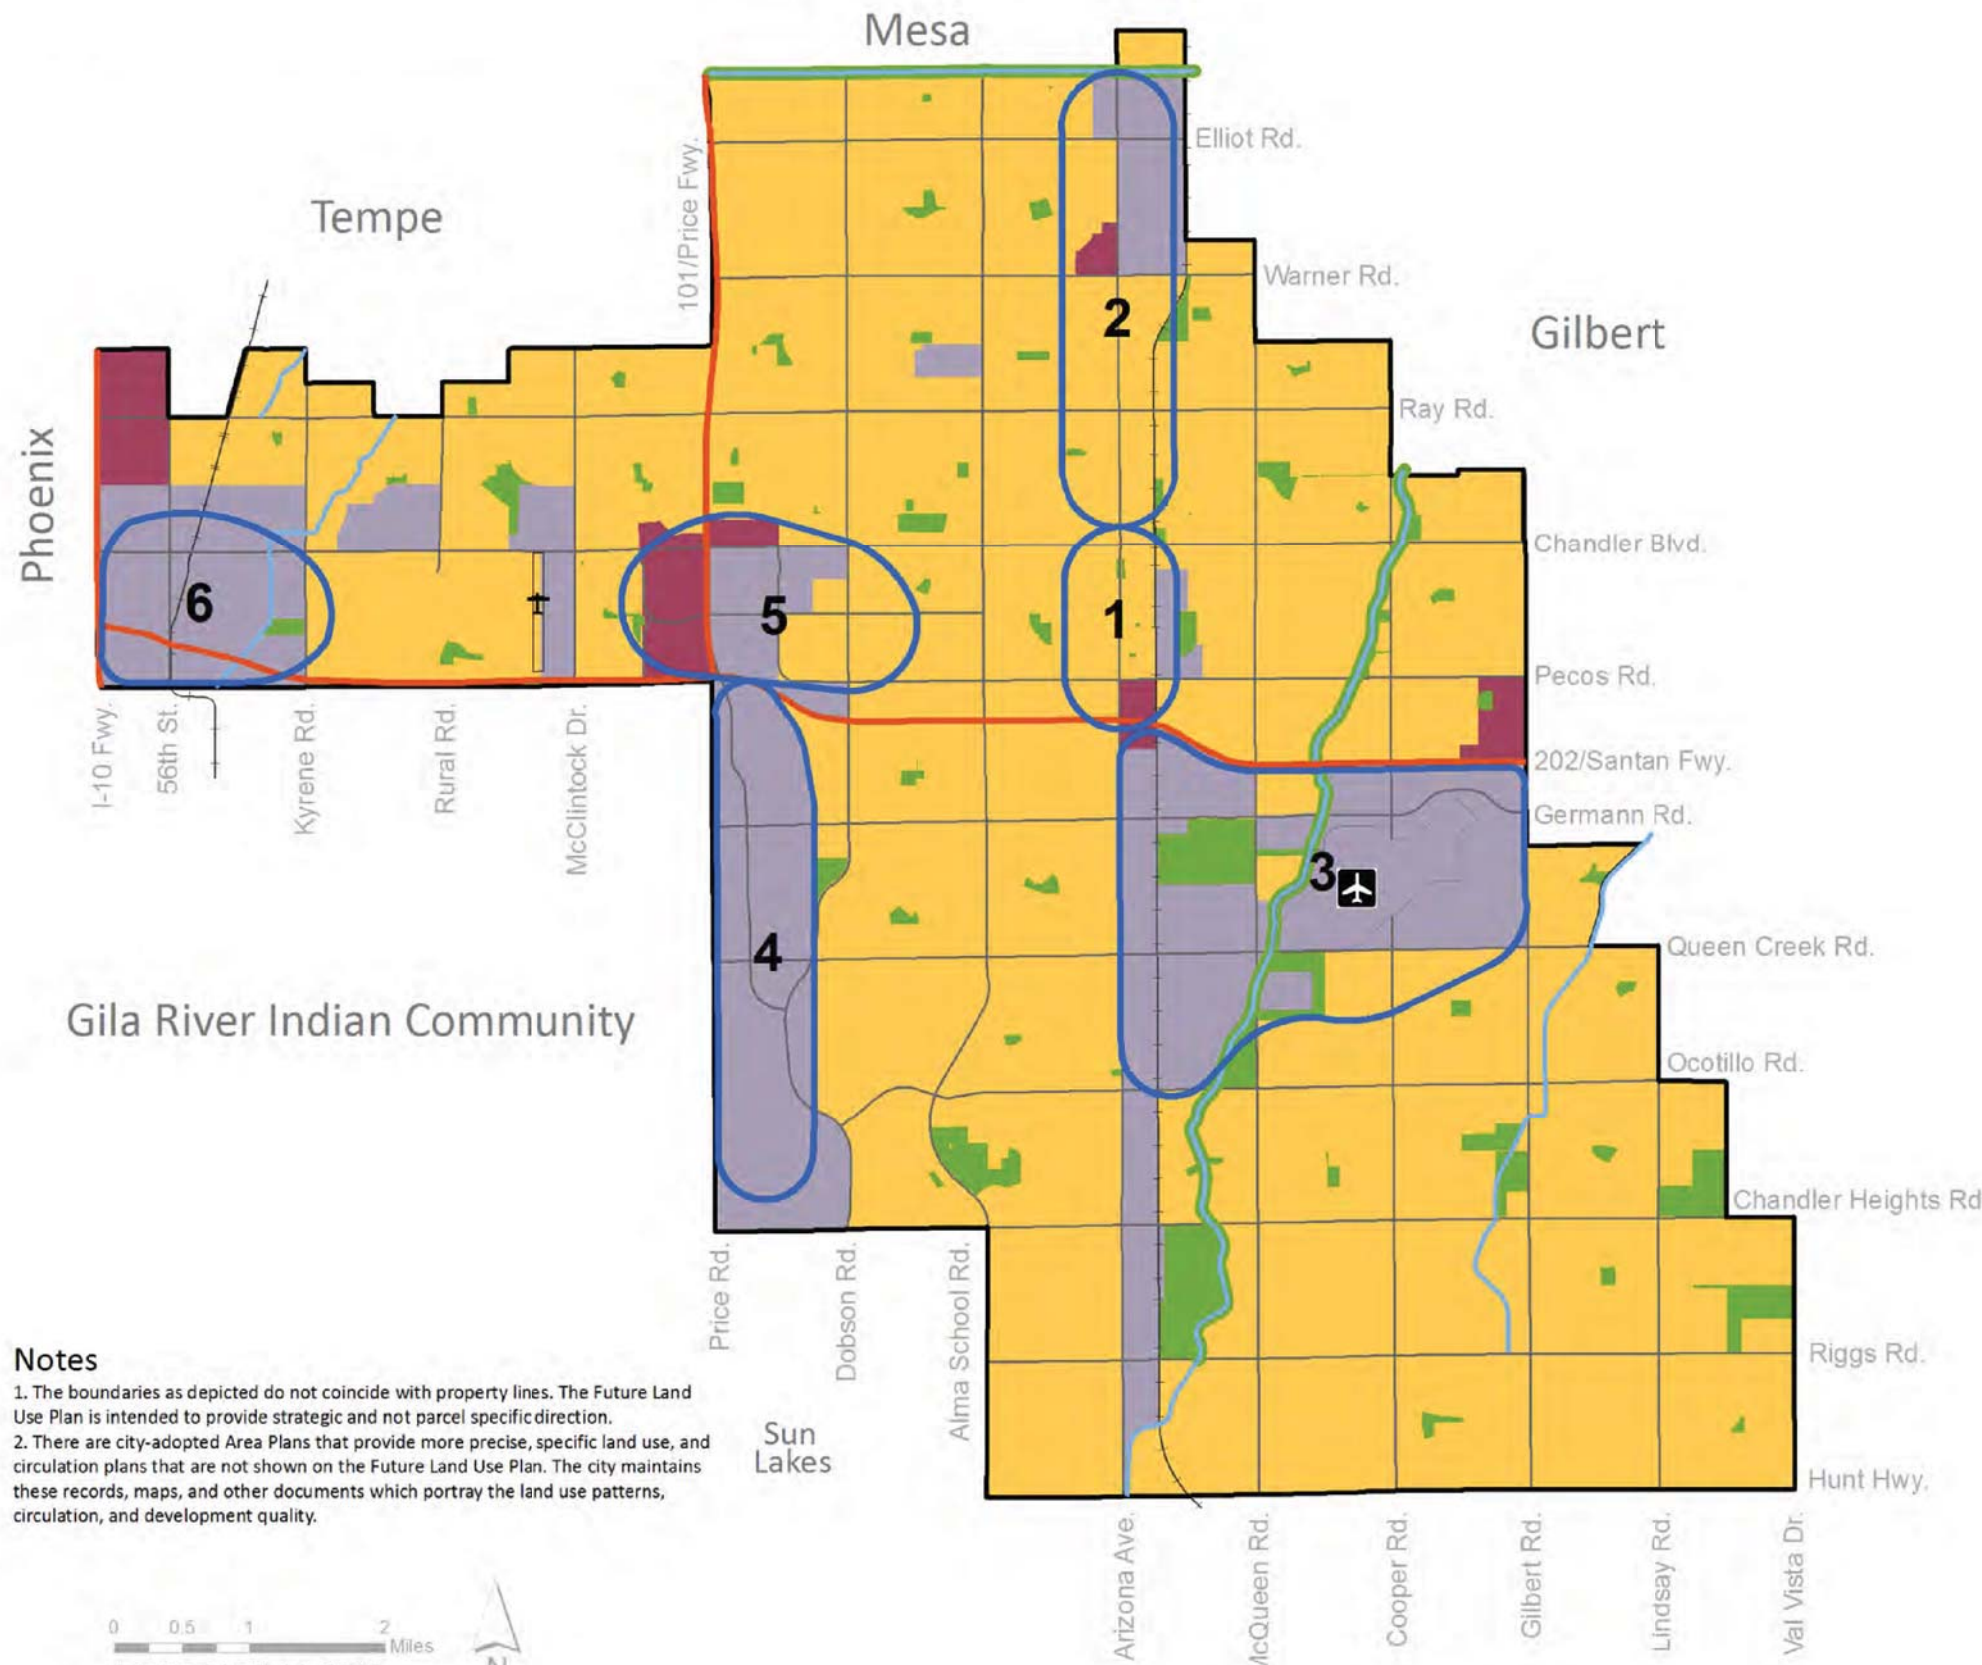 Mesa
Elliot Rd.
101/Price Fwy.
Tempe
Warner Rd.
2
Gilbert
Ray Rd.
Phoenix
Chandler Blvd.
6
5
1
Pecos Rd.
I-10 Fwy.
56th St.
Kyrene Rd.
Rural Rd.
McClintock Dr.
202/Santan Fwy.
Germann Rd.
3
4
Queen Creek Rd.
Gila River Indian Community
Ocotillo Rd.
Chandler Heights Rd
Price Rd.
Dobson Rd.
Alma School Rd.
Riggs Rd.
Notes
1. The boundaries as depicted do not coincide with property lines. The Future Land
Use Plan is intended to provide strategic and not parcel specific direction.
2. There are city-adopted Area Plans that provide more precise, specific land use, and
circulation plans that are not shown on the Future Land Use Plan. The city maintains
these records, maps, and other documents which portray the land use patterns,
circulation, and development quality.
Sun
Lakes
Hunt Hwy.
Arizona Ave.
McQueen Rd.
Cooper Rd.
Gilbert Rd.
Lindsay Rd.
Val Vista Dr.
0 0.5 1 2
Miles
N